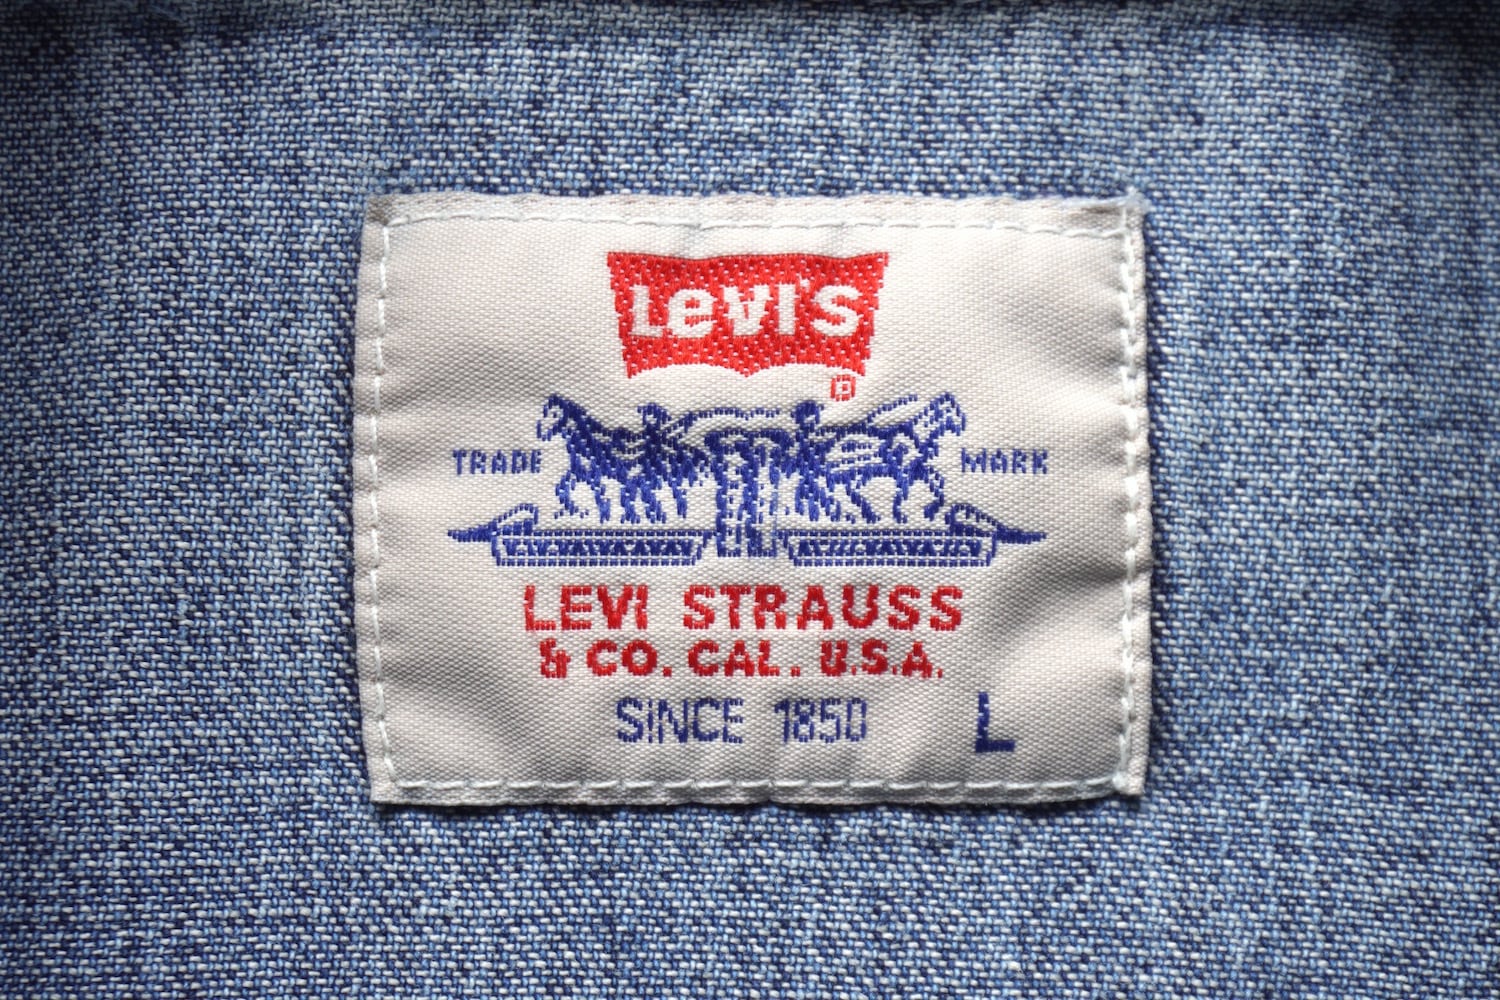 Levi's
®
TRADE MARK
LEVI STRAUSS
& CO. CAL. U.S.A.
SINCE 1850 L